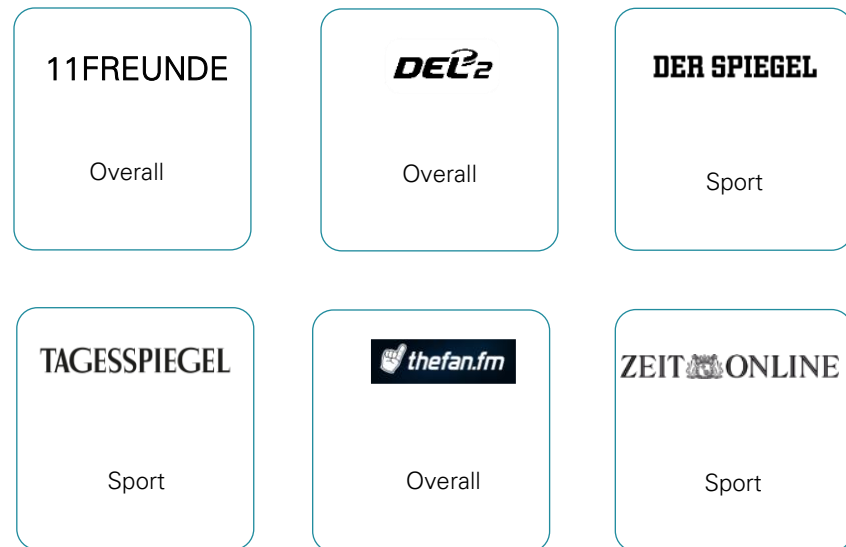 11FREUNDE
DEL2
DER SPIEGEL
Overall
Overall
Sport
TAGESSPIEGEL
thefan.fm
ZEIT ONLINE
Sport
Overall
Sport